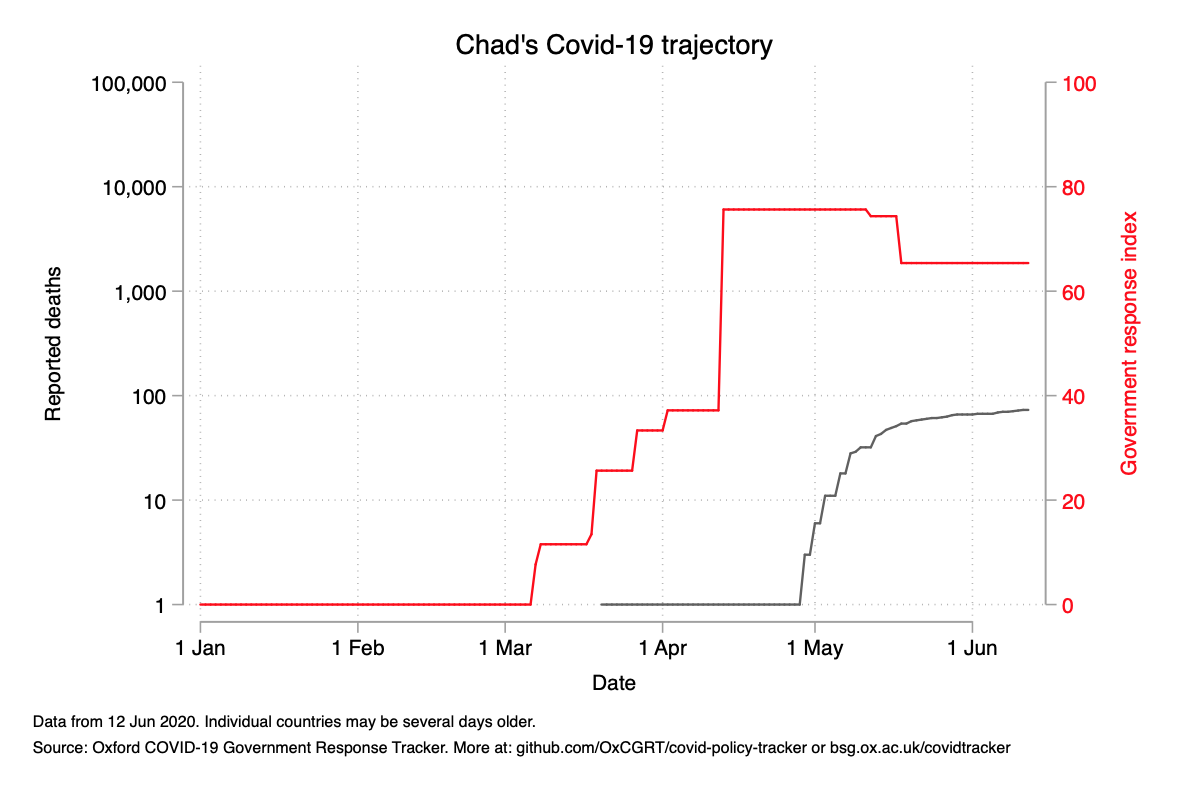 Chad's Covid-19 trajectory
100,000
10,000
1,000
100
10
1
Reported deaths
100
80
60
40
20
0
Government response index
1 Jan 1 Feb 1 Mar 1 Apr 1 May 1 Jun
Date
Data from 12 Jun 2020. Individual countries may be several days older.
Source: Oxford COVID-19 Government Response Tracker. More at: github.com/OxCGRT/covid-policy-tracker or bsg.ox.ac.uk/covidtracker